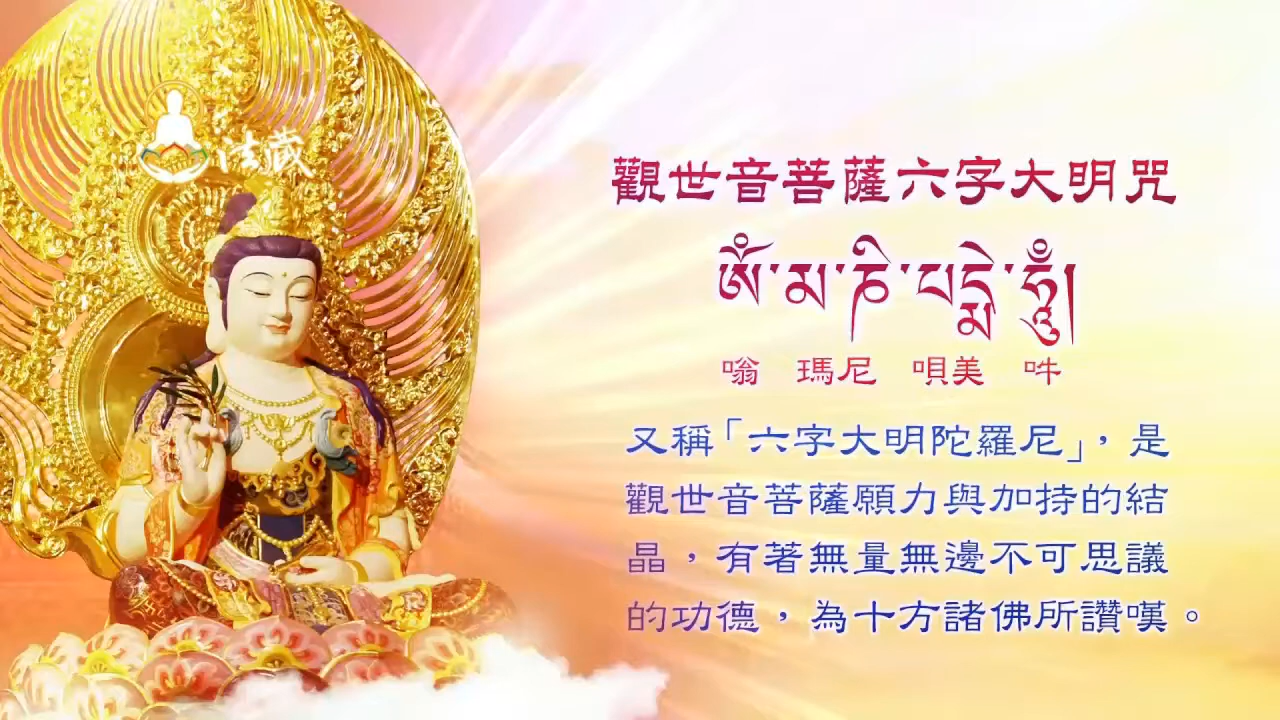 法藏
觀世音菩薩六字大明咒
ༀ་མ་ཎི་པདྨེ་ཧཱུྃ།
嗡 瑪尼 唄美 吽
又稱「六字大明陀羅尼」，是
觀世音菩薩願力與加持的結
晶，有著無量無邊不可思議
的功德，為十方諸佛所讚嘆。